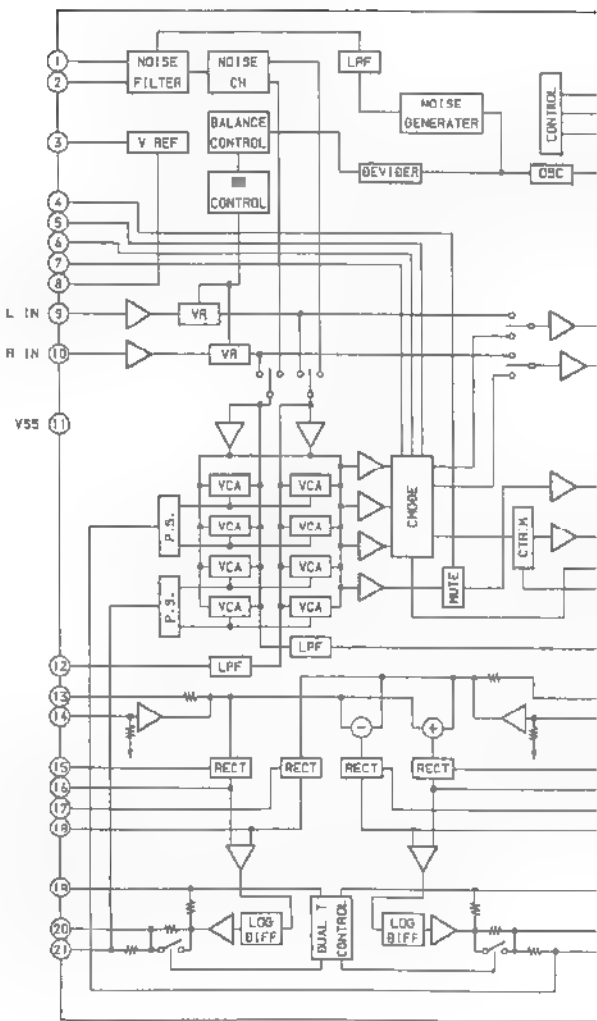 1
NOISE
FILTER
NOISE
CH
LPF
2
NOISE
GENERATER
CONTROL
3
V REF
BALANCE
CONTROL
DEVIDER
OSC
CONTROL
4
5
6
7
8
L IN
9
VR
R IN
10
VR
VSS
11
VCA
VCA
P.S.
VCA
VCA
CMODE
CTRIM
VCA
VCA
P.S.
VCA
VCA
MUTE
LPF
12
LPF
13
14
−
+
15
RECT
RECT
RECT
RECT
16
17
18
19
20
LOG
DIFF
DUAL T
CONTROL
LOG
DIFF
21